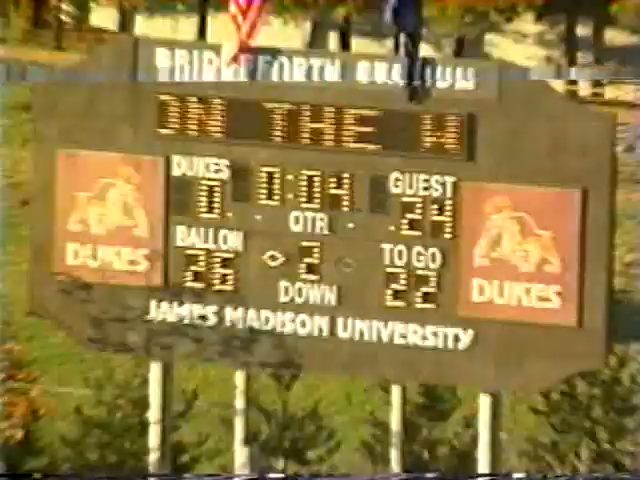 BRIDGEFORTH STADIUM
ON THE W
DUKES 0:04 GUEST
0 QTR 24
BALL ON 2 TO GO
26 DOWN 22
DUKES
DUKES
JAMES MADISON UNIVERSITY